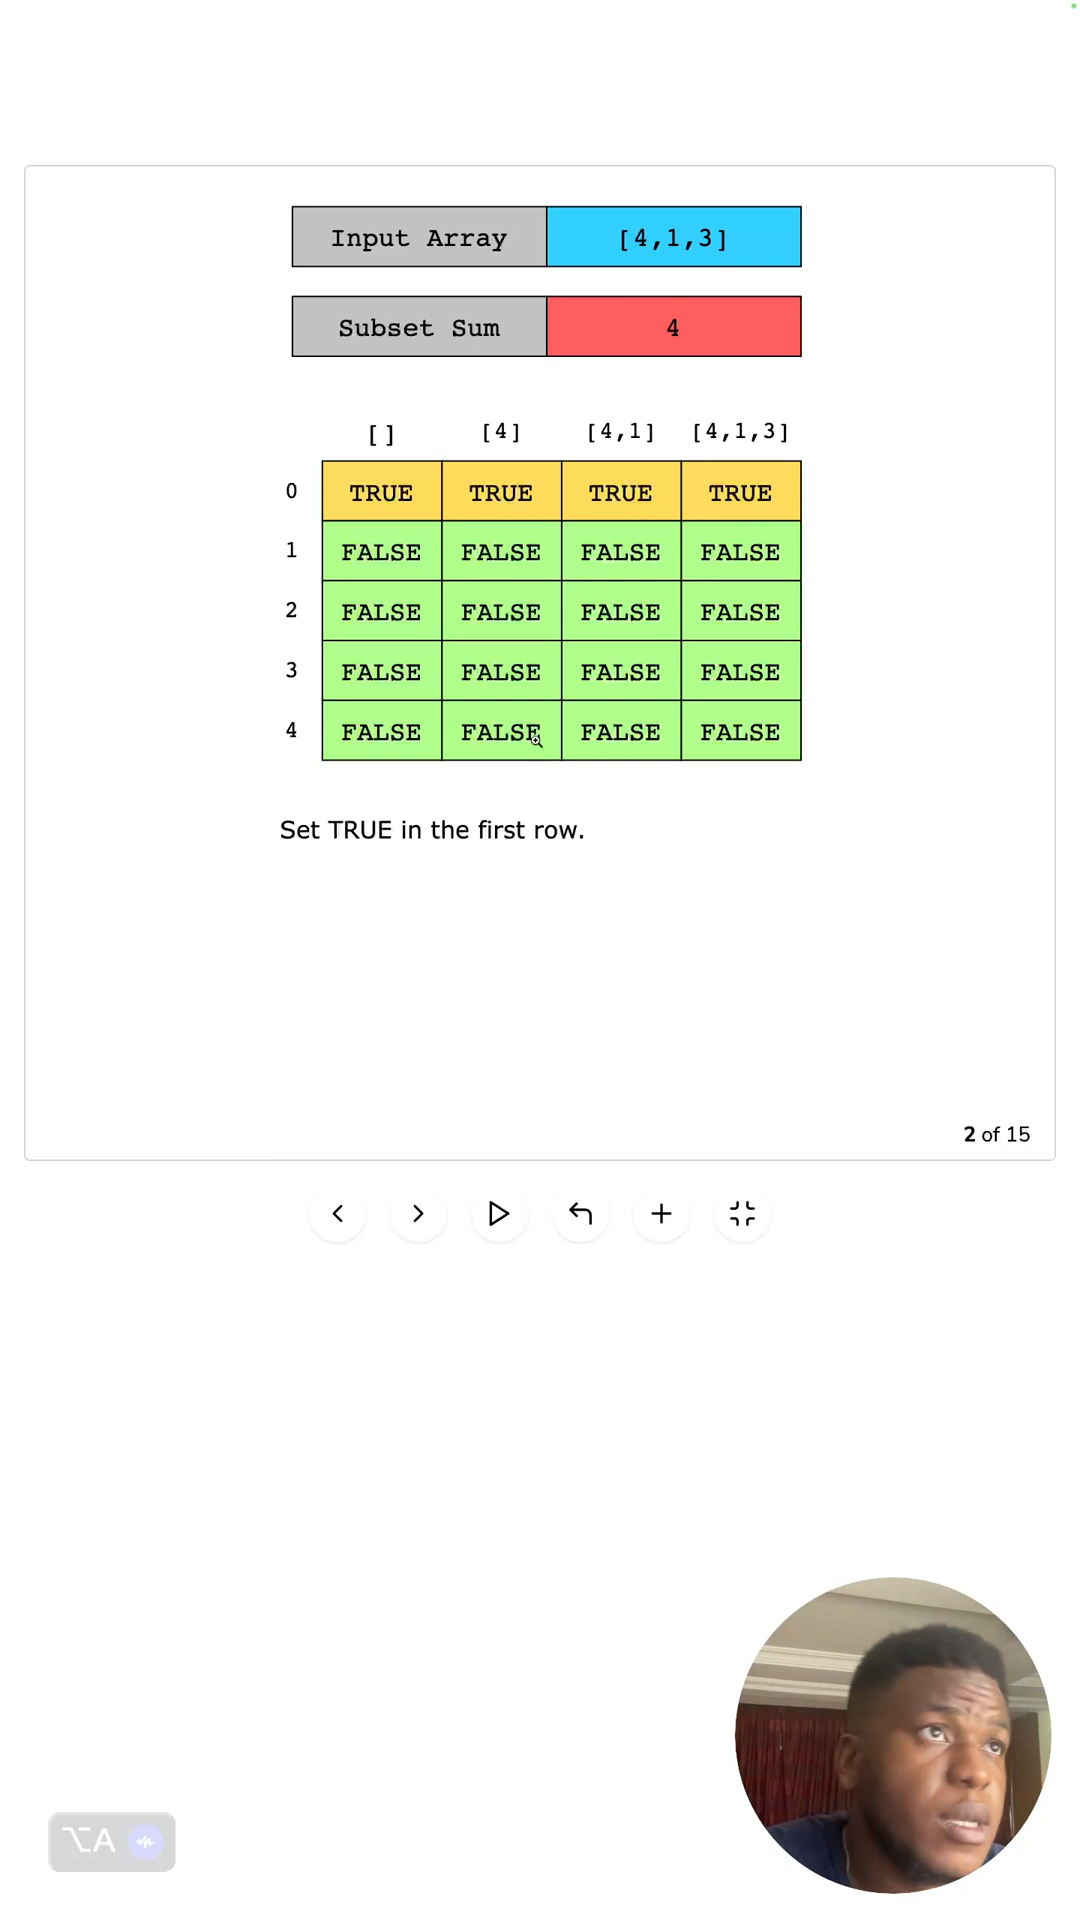 Input Array [4,1,3]
Subset Sum 4
[] [4] [4,1] [4,1,3]
0 TRUE TRUE TRUE TRUE
1 FALSE FALSE FALSE FALSE
2 FALSE FALSE FALSE FALSE
3 FALSE FALSE FALSE FALSE
4 FALSE FALSE FALSE FALSE
Set TRUE in the first row.
2 of 15
⌥A